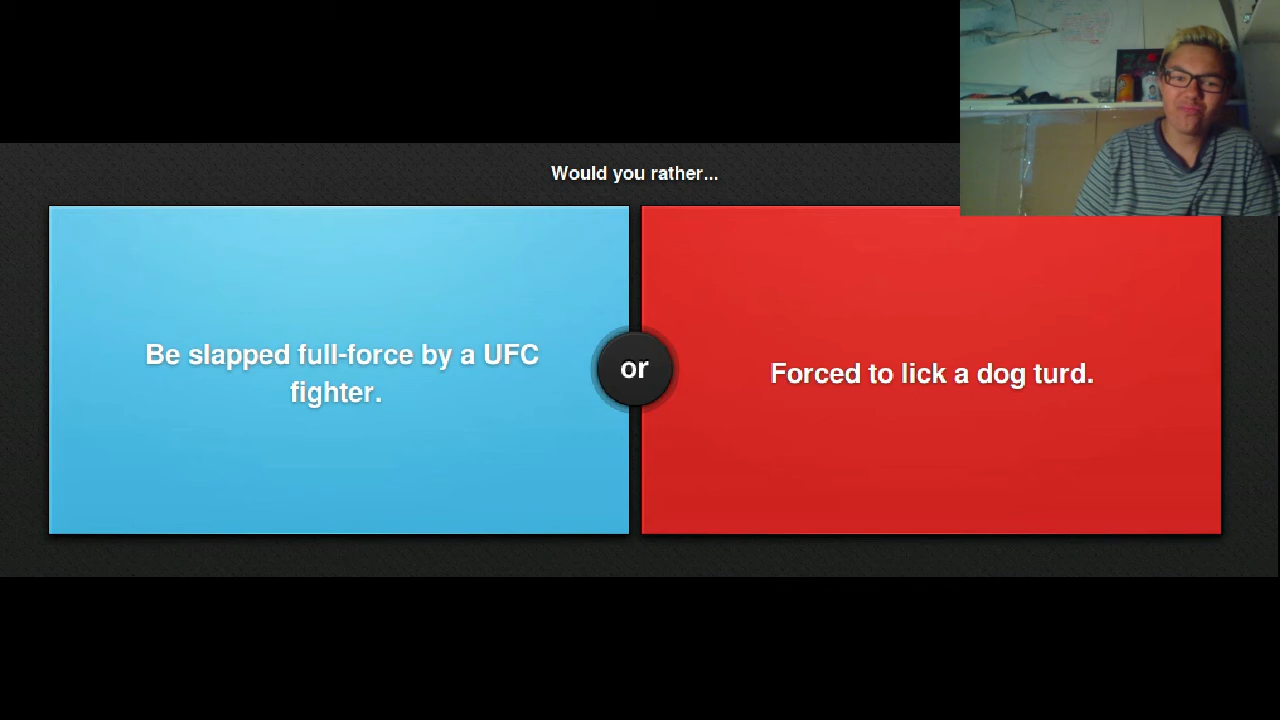 Would you rather...
Be slapped full-force by a UFC
fighter.
or
Forced to lick a dog turd.